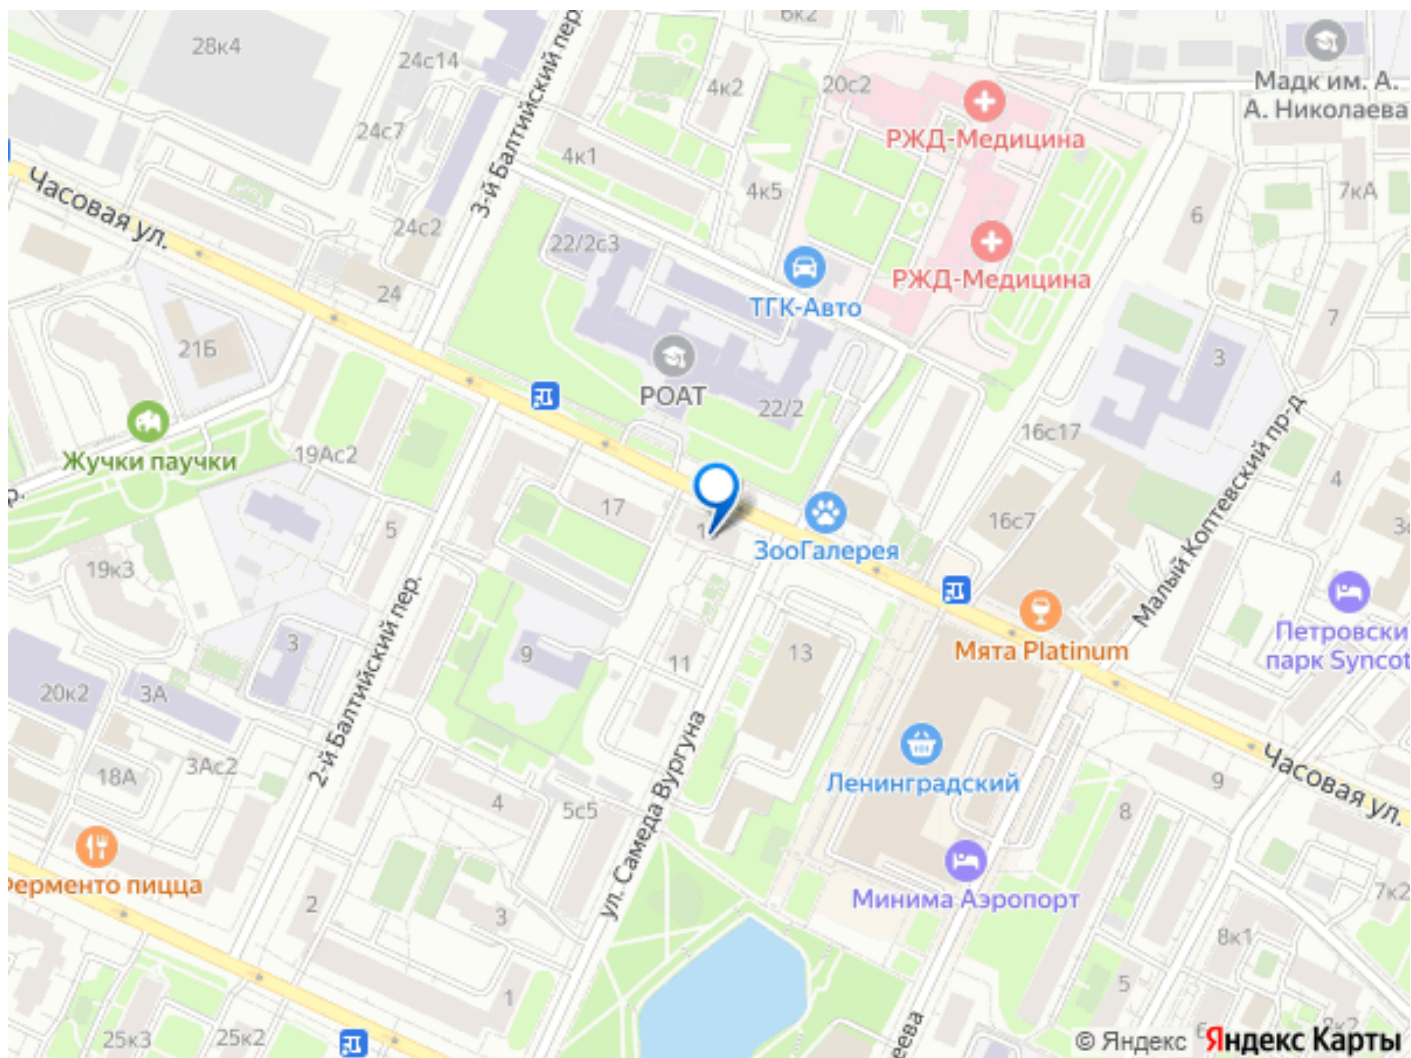 28к4
24с14
6к2
4к2
20с2
Мадк им. А.
А. Николаева
24с7
3-й Балтийский пер.
4к1
4к5
РЖД-Медицина
7кА
6
Часовая ул.
24с2
22/2с3
РЖД-Медицина
24
ТГК-Авто
7
21Б
3
РОАТ
22/2
16с17
Жучки паучки
19Ас2
4
5
17
16с7
ЗооГалерея
19к3
Малый Коптевский пр-д
Мята Platinum
Петровски
парк Syncot
3
9
11
13
20к2
3А
2-й Балтийский пер.
3Ас2
18А
Ленинградский
9
Часовая ул.
4
5с5
8
ул. Самеда Вургуна
Ферменто пицца
Минима Аэропорт
7к2
2
3
8к1
1
5
25к3
25к2
еева
© Яндекс Яндекс Карты